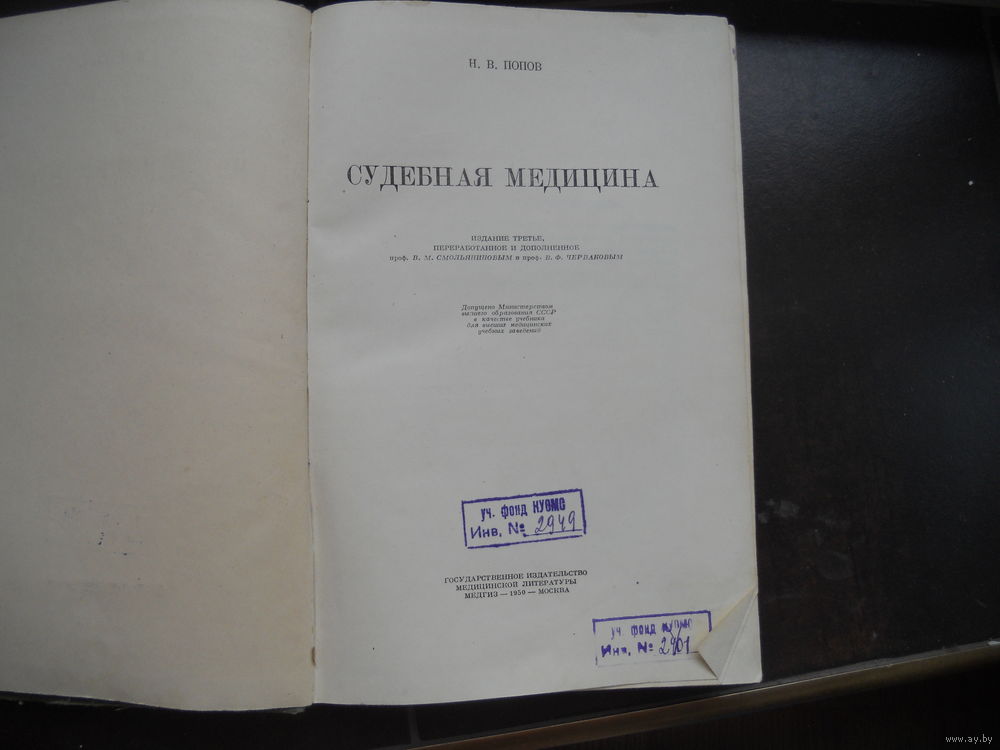 Н. В. ПОПОВ
СУДЕБНАЯ МЕДИЦИНА
ИЗДАНИЕ ТРЕТЬЕ,
ПЕРЕРАБОТАННОЕ И ДОПОЛНЕННОЕ
проф. В. М. СМОЛЬЯНИНОВЫМ и проф. В. Ф. ЧЕРВАКОВЫМ
Допущено Министерством
высшего образования СССР
в качестве учебника
для высших медицинских
учебных заведений
уч. фонд КУОМС
Инв. № 2949
ГОСУДАРСТВЕННОЕ ИЗДАТЕЛЬСТВО
МЕДИЦИНСКОЙ ЛИТЕРАТУРЫ
МЕДГИЗ — 1950 — МОСКВА
уч. фонд
Инв. №
www.ay.by